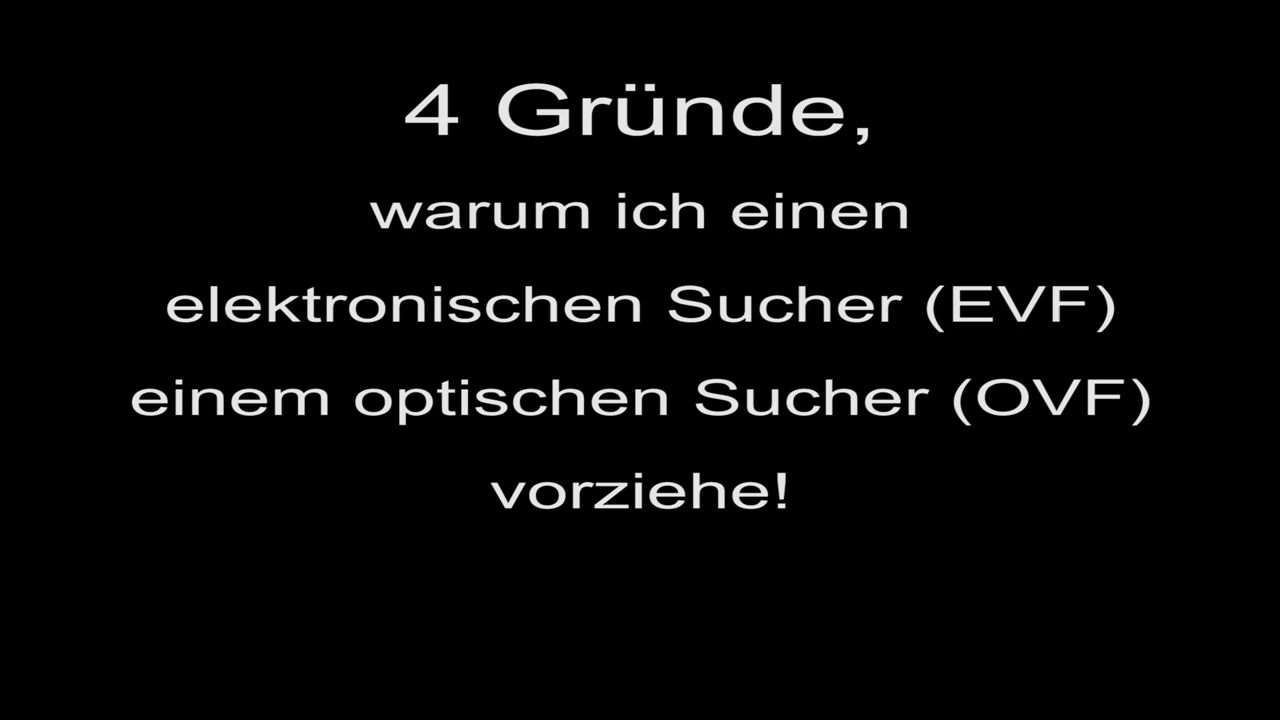 4 Gründe,
warum ich einen
elektronischen Sucher (EVF)
einem optischen Sucher (OVF)
vorziehe!